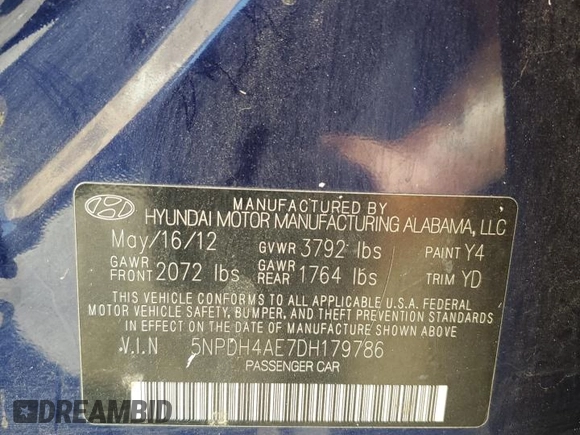 MANUFACTURED BY
HYUNDAI MOTOR MANUFACTURING ALABAMA, LLC
May/16/12 GVWR 3792 lbs PAINT Y4
GAWR FRONT 2072 lbs GAWR REAR 1764 lbs TRIM YD
THIS VEHICLE CONFORMS TO ALL APPLICABLE U.S.A. FEDERAL
MOTOR VEHICLE SAFETY, BUMPER, AND THEFT PREVENTION STANDARDS
IN EFFECT ON THE DATE OF MANUFACTURE SHOWN ABOVE.
V.I.N 5NPDH4AE7DH179786
PASSENGER CAR
DREAMBID